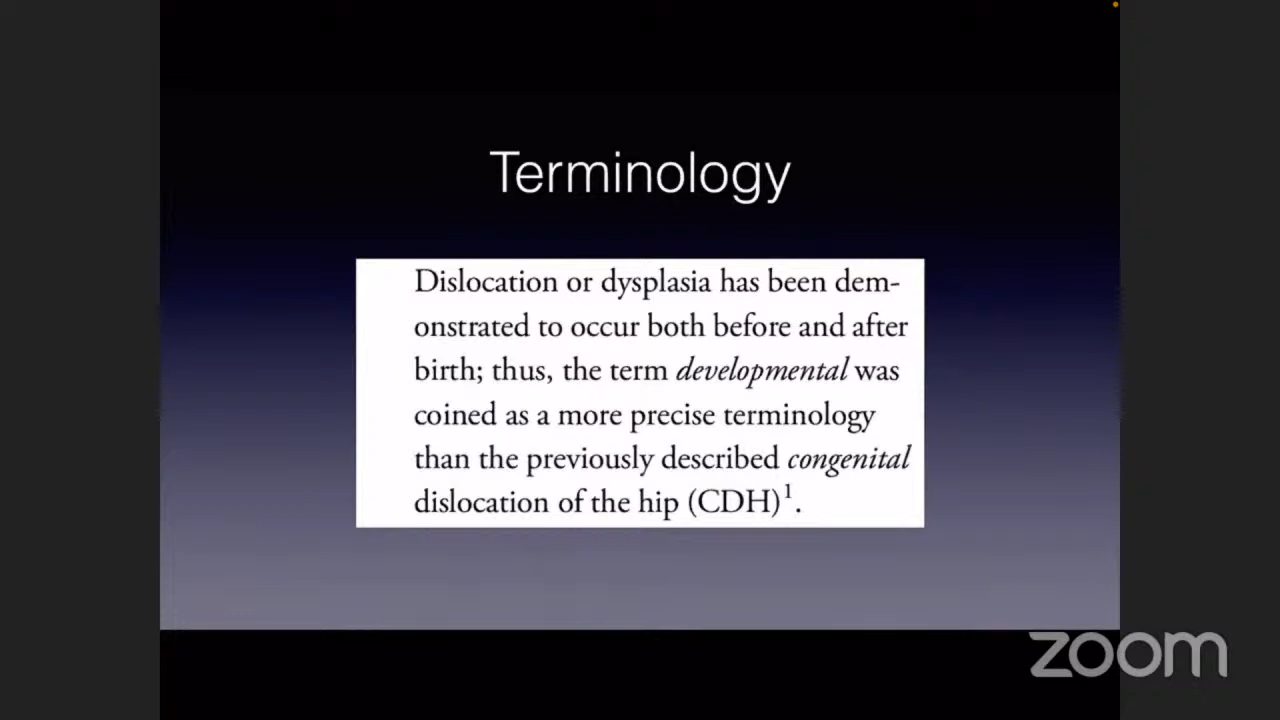 Terminology
Dislocation or dysplasia has been dem-
onstrated to occur both before and after
birth; thus, the term developmental was
coined as a more precise terminology
than the previously described congenital
dislocation of the hip (CDH)¹.
zoom